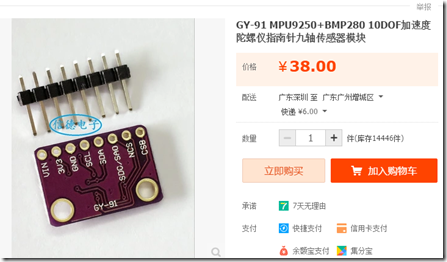 举报
GY-91 MPU9250+BMP280 10DOF加速度
陀螺仪指南针九轴传感器模块
价格
¥38.00
配送
广东深圳 至 广东广州增城区
快递 ¥6.00
数量
1
件(库存14446件)
立即购买
加入购物车
承诺
7天无理由
支付
快捷支付
信用卡支付
余额宝支付
集分宝
信德电子
VIN
3V3
GND
SCL
SDA
SDO/SAO
NCS
CSB
GY-91